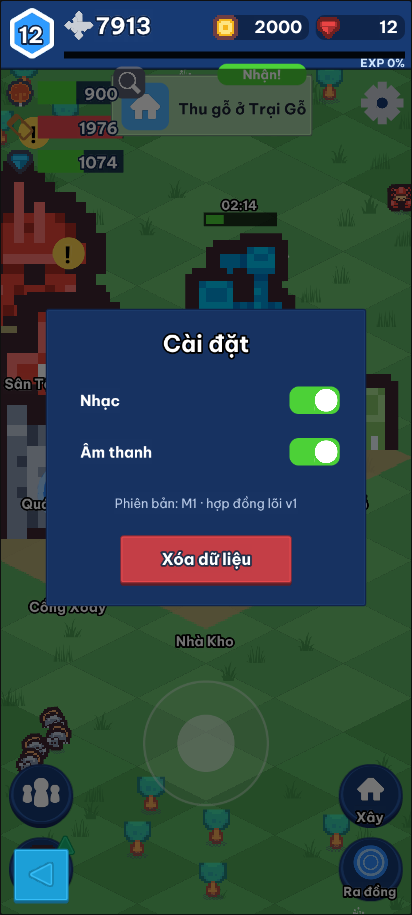 12
7913
2000
12
EXP 0%
Nhận!
900
Thu gỗ ở Trại Gỗ
1976
1074
02:14
Cài đặt
Nhạc
Âm thanh
Phiên bản: M1 · hợp đồng lõi v1
Xóa dữ liệu
Cổng Xoáy
Nhà Kho
Xây
Ra đồng